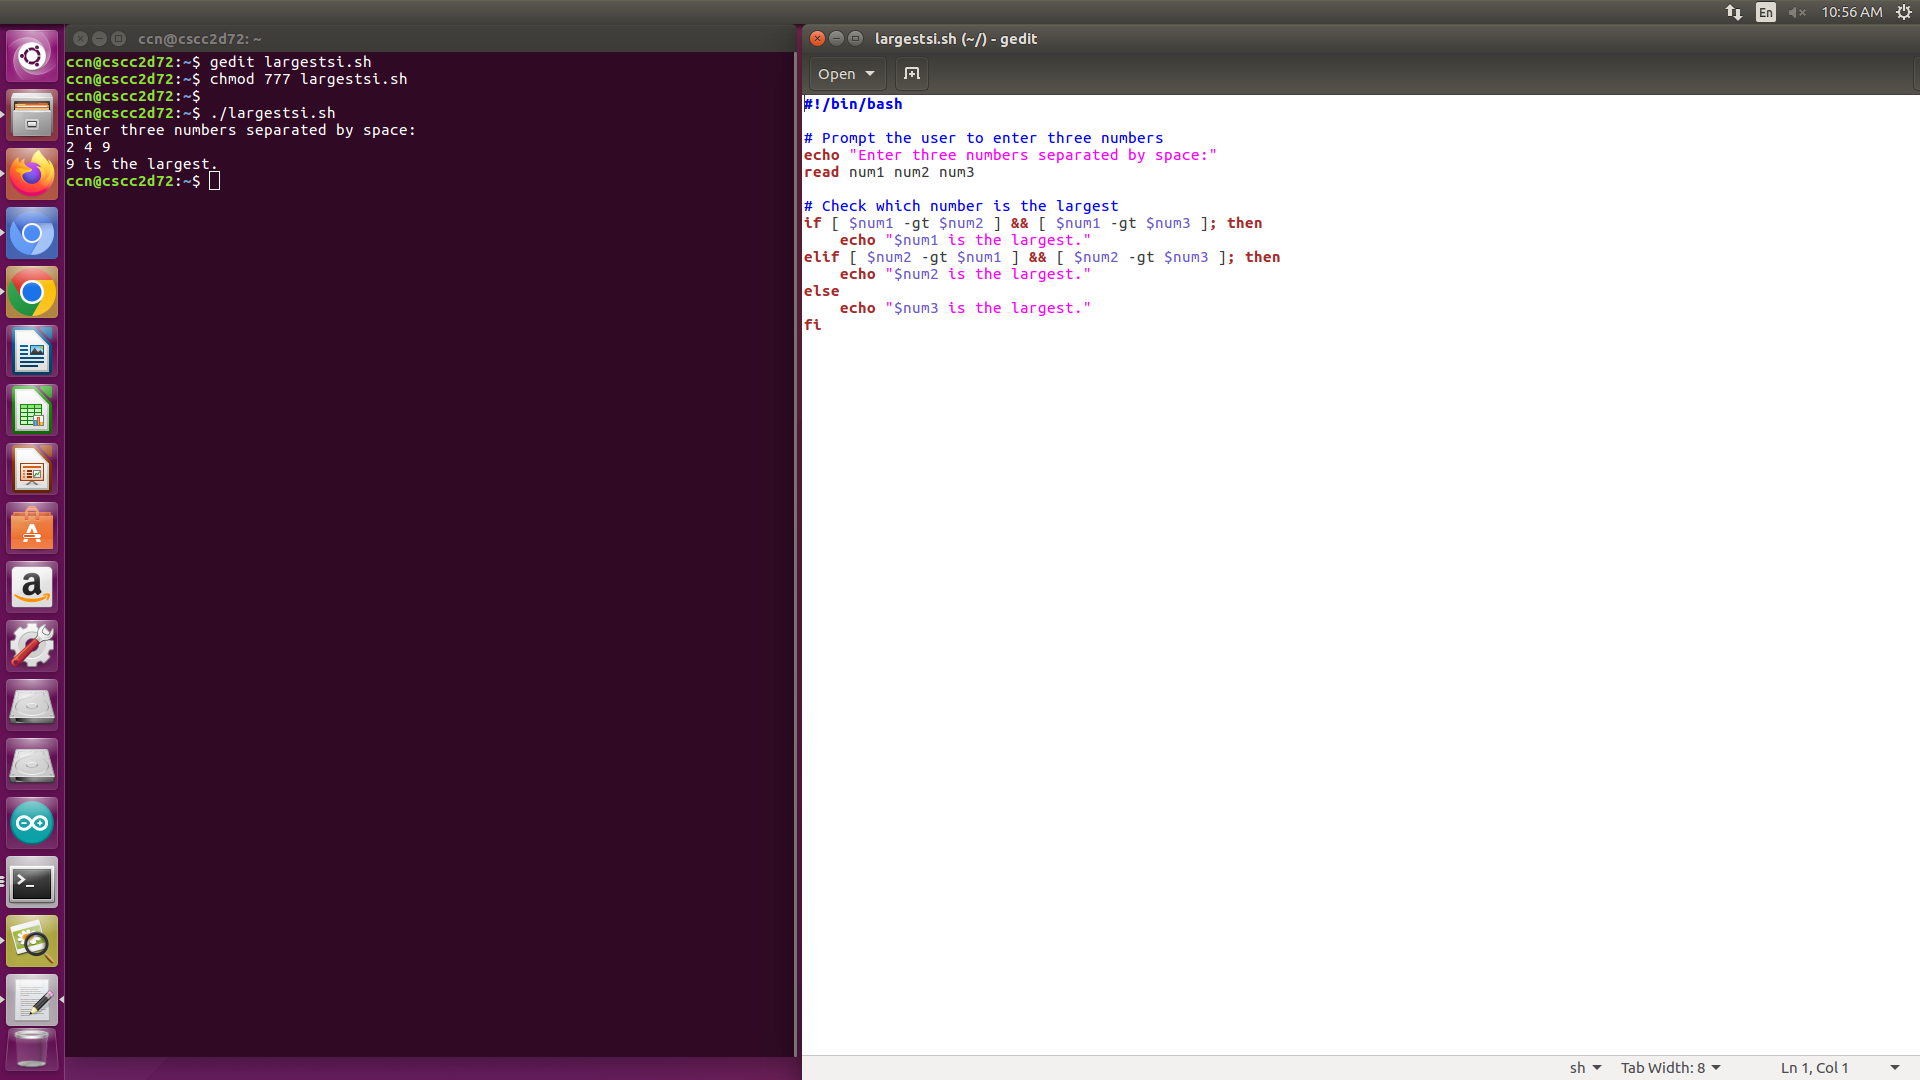 En
10:56 AM
ccn@cscc2d72: ~
ccn@cscc2d72:~$ gedit largestsi.sh
ccn@cscc2d72:~$ chmod 777 largestsi.sh
ccn@cscc2d72:~$
ccn@cscc2d72:~$ ./largestsi.sh
Enter three numbers separated by space:
2 4 9
9 is the largest.
ccn@cscc2d72:~$
largestsi.sh (~/) - gedit
Open
#!/bin/bash
# Prompt the user to enter three numbers
echo "Enter three numbers separated by space:"
read num1 num2 num3
# Check which number is the largest
if [ $num1 -gt $num2 ] && [ $num1 -gt $num3 ]; then
    echo "$num1 is the largest."
elif [ $num2 -gt $num1 ] && [ $num2 -gt $num3 ]; then
    echo "$num2 is the largest."
else
    echo "$num3 is the largest."
fi
sh
Tab Width: 8
Ln 1, Col 1